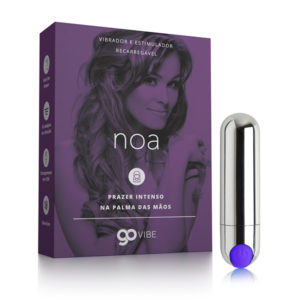 VIBRADOR E ESTIMULADOR
RECARREGÁVEL
noa
PRAZER INTENSO
NA PALMA DAS MÃOS
go VIBE